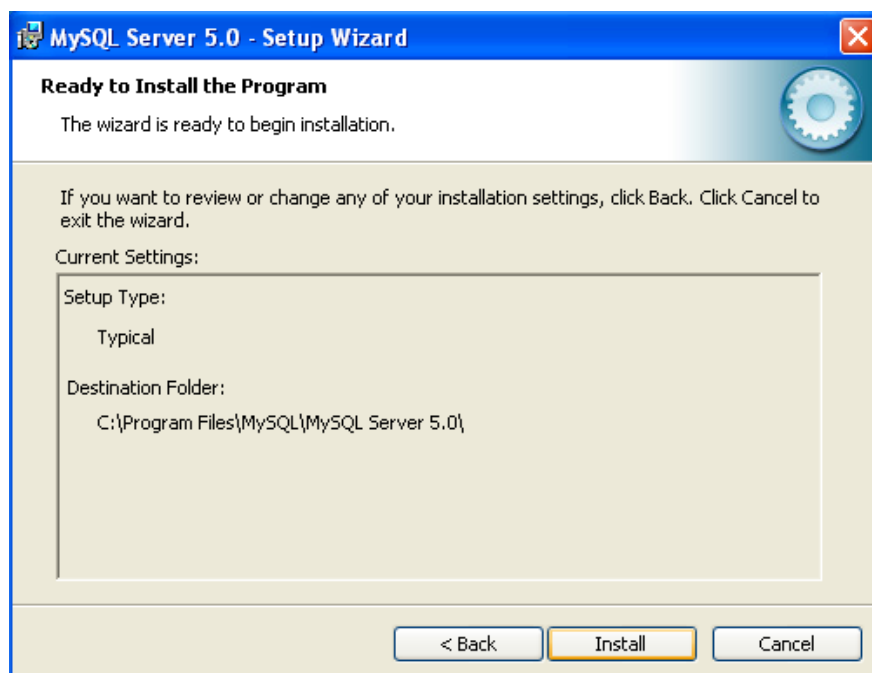 MySQL Server 5.0 - Setup Wizard
Ready to Install the Program
The wizard is ready to begin installation.
If you want to review or change any of your installation settings, click Back. Click Cancel to
exit the wizard.
Current Settings:
Setup Type:
Typical
Destination Folder:
C:\Program Files\MySQL\MySQL Server 5.0\
< Back
Install
Cancel